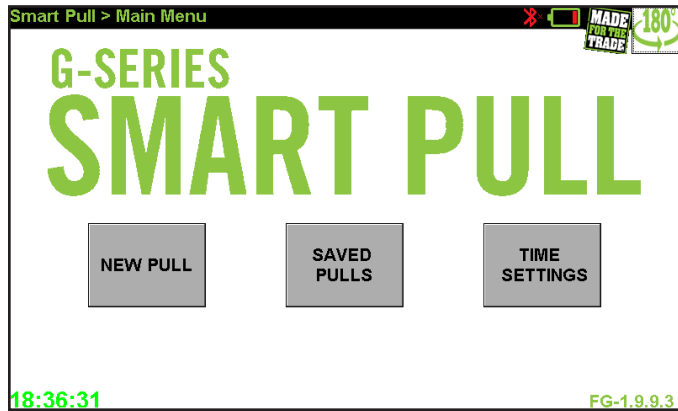 Smart Pull > Main Menu
MADE
FOR THE
TRADE
180°
G-SERIES
SMART PULL
NEW PULL
SAVED
PULLS
TIME
SETTINGS
18:36:31
FG-1.9.9.3